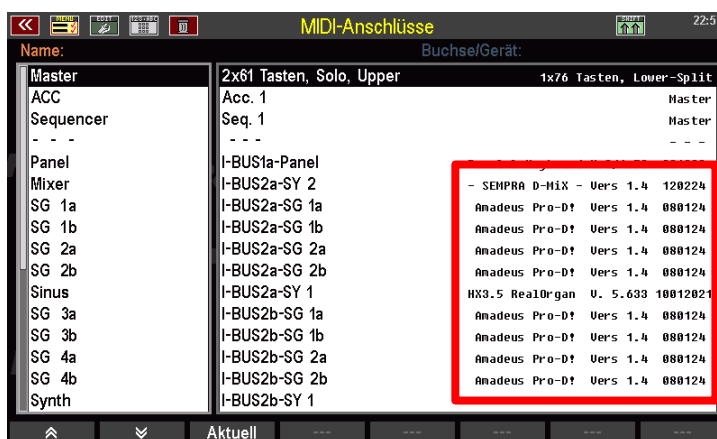 MENU EDIT 123-ABC MIDI-Anschlüsse SHIFT 22:5
Name: Buchse/Gerät:
Master 2x61 Tasten, Solo, Upper 1x76 Tasten, Lower-Split
ACC Acc. 1 Master
Sequencer Seq. 1 Master
- - - - - - - - -
Panel I-BUS1a-Panel
Mixer I-BUS2a-SY 2 - SEMPRA D-MiX - Vers 1.4 120224
SG 1a I-BUS2a-SG 1a Amadeus Pro-D! Vers 1.4 080124
SG 1b I-BUS2a-SG 1b Amadeus Pro-D! Vers 1.4 080124
SG 2a I-BUS2a-SG 2a Amadeus Pro-D! Vers 1.4 080124
SG 2b I-BUS2a-SG 2b Amadeus Pro-D! Vers 1.4 080124
Sinus I-BUS2a-SY 1 HX3.5 RealOrgan V. 5.633 10012021
SG 3a I-BUS2b-SG 1a Amadeus Pro-D! Vers 1.4 080124
SG 3b I-BUS2b-SG 1b Amadeus Pro-D! Vers 1.4 080124
SG 4a I-BUS2b-SG 2a Amadeus Pro-D! Vers 1.4 080124
SG 4b I-BUS2b-SG 2b Amadeus Pro-D! Vers 1.4 080124
Synth I-BUS2b-SY 1
Aktuell --- --- --- --- ---